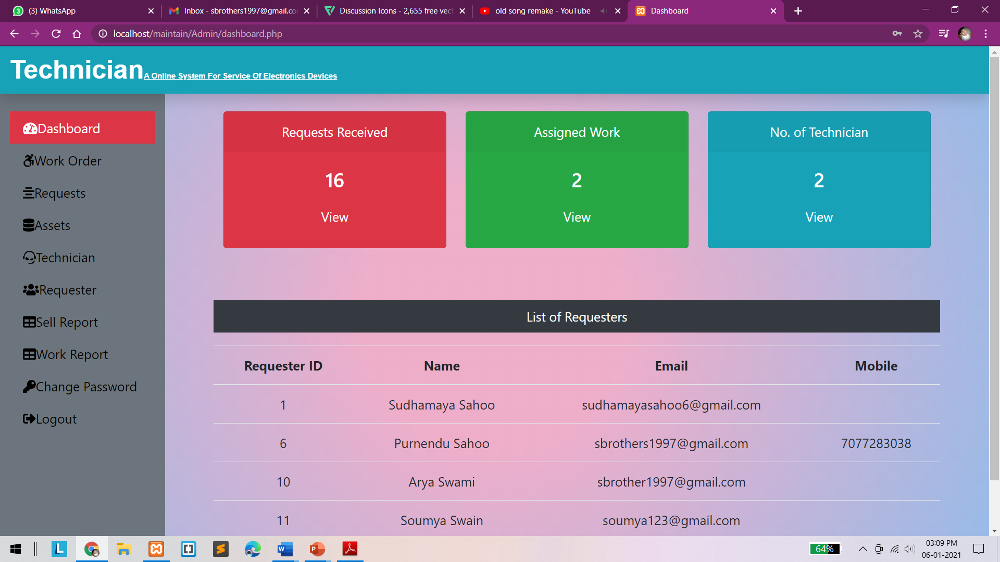 (3) WhatsApp
Inbox - sbrothers1997@gmail.co
Discussion Icons - 2,655 free vect
old song remake - YouTube
Dashboard
localhost/maintain/Admin/dashboard.php
Technician A Online System For Service Of Electronics Devices
Dashboard
Work Order
Requests
Assets
Technician
Requester
Sell Report
Work Report
Change Password
Logout
Requests Received
16
View
Assigned Work
2
View
No. of Technician
2
View
List of Requesters
Requester ID Name Email Mobile
1 Sudhamaya Sahoo sudhamayasahoo6@gmail.com
6 Purnendu Sahoo sbrothers1997@gmail.com 7077283038
10 Arya Swami sbrother1997@gmail.com
11 Soumya Swain soumya123@gmail.com
64%
03:09 PM
06-01-2021